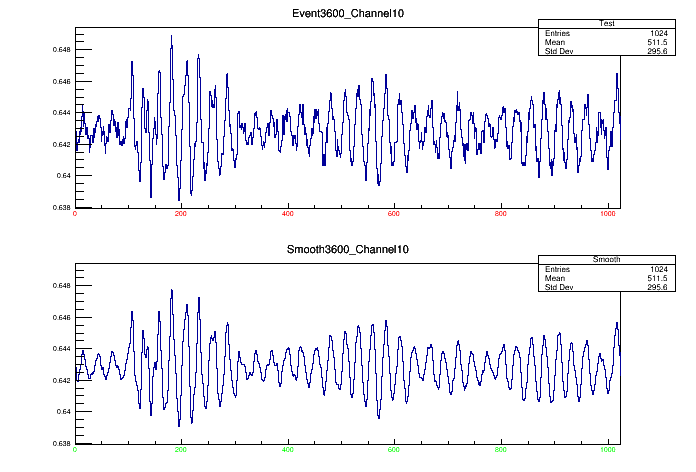 Event3600_Channel10
Test
Entries 1024
Mean 511.5
Std Dev 295.6
0.648
0.646
0.644
0.642
0.64
0.638
0 200 400 600 800 1000
Smooth3600_Channel10
Smooth
Entries 1024
Mean 511.5
Std Dev 295.6
0.648
0.646
0.644
0.642
0.64
0.638
0 200 400 600 800 1000